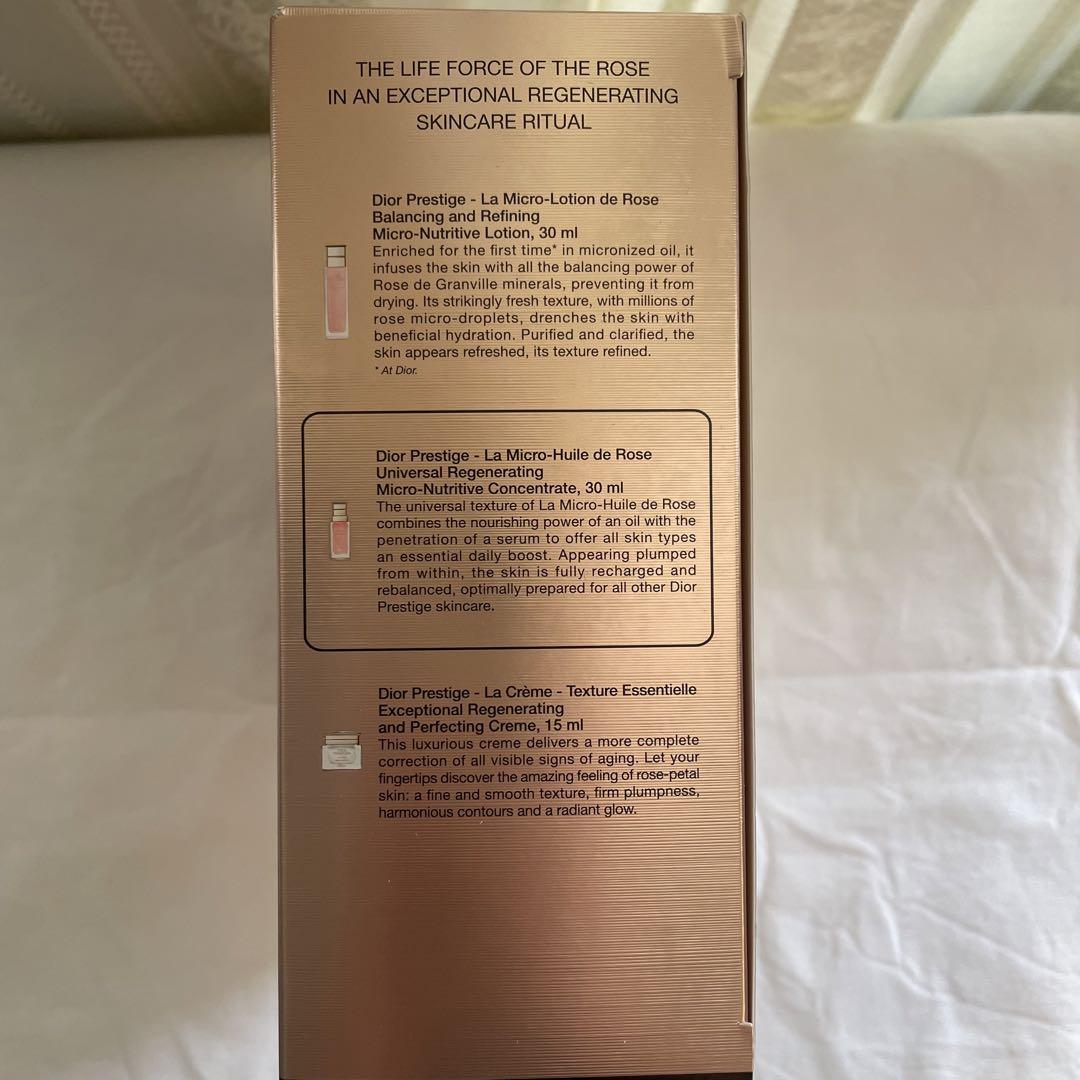 THE LIFE FORCE OF THE ROSE
IN AN EXCEPTIONAL REGENERATING
SKINCARE RITUAL
Dior Prestige - La Micro-Lotion de Rose
Balancing and Refining
Micro-Nutritive Lotion, 30 ml
Enriched for the first time* in micronized oil, it
infuses the skin with all the balancing power of
Rose de Granville minerals, preventing it from
drying. Its strikingly fresh texture, with millions of
rose micro-droplets, drenches the skin with
beneficial hydration. Purified and clarified, the
skin appears refreshed, its texture refined.
* At Dior.
Dior Prestige - La Micro-Huile de Rose
Universal Regenerating
Micro-Nutritive Concentrate, 30 ml
The universal texture of La Micro-Huile de Rose
combines the nourishing power of an oil with the
penetration of a serum to offer all skin types
an essential daily boost. Appearing plumped
from within, the skin is fully recharged and
rebalanced, optimally prepared for all other Dior
Prestige skincare.
Dior Prestige - La Crème - Texture Essentielle
Exceptional Regenerating
and Perfecting Creme, 15 ml
This luxurious creme delivers a more complete
correction of all visible signs of aging. Let your
fingertips discover the amazing feeling of rose-petal
skin: a fine and smooth texture, firm plumpness,
harmonious contours and a radiant glow.